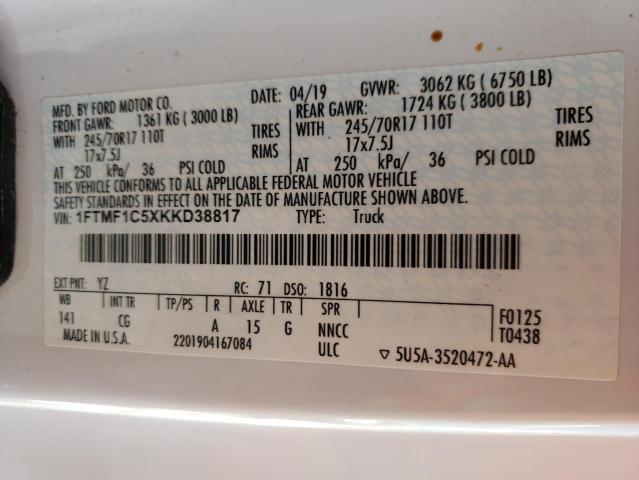 MFD. BY FORD MOTOR CO. DATE: 04/19 GVWR: 3062 KG ( 6750 LB)
FRONT GAWR: 1361 KG ( 3000 LB) REAR GAWR: 1724 KG ( 3800 LB)
WITH 245/70R17 110T TIRES WITH 245/70R17 110T TIRES
17x7.5J RIMS 17x7.5J RIMS
AT 250 kPa/ 36 PSI COLD AT 250 kPa/ 36 PSI COLD
THIS VEHICLE CONFORMS TO ALL APPLICABLE FEDERAL MOTOR VEHICLE
SAFETY STANDARDS IN EFFECT ON THE DATE OF MANUFACTURE SHOWN ABOVE.
VIN: 1FTMF1C5XKKD38817 TYPE: Truck
EXT PNT: YZ RC: 71 DSO: 1816
WB INT TR TP/PS R AXLE TR SPR F0125
141 CG A 15 G NNCC T0438
MADE IN U.S.A. 2201904167084 ULC ▽ 5U5A-3520472-AA